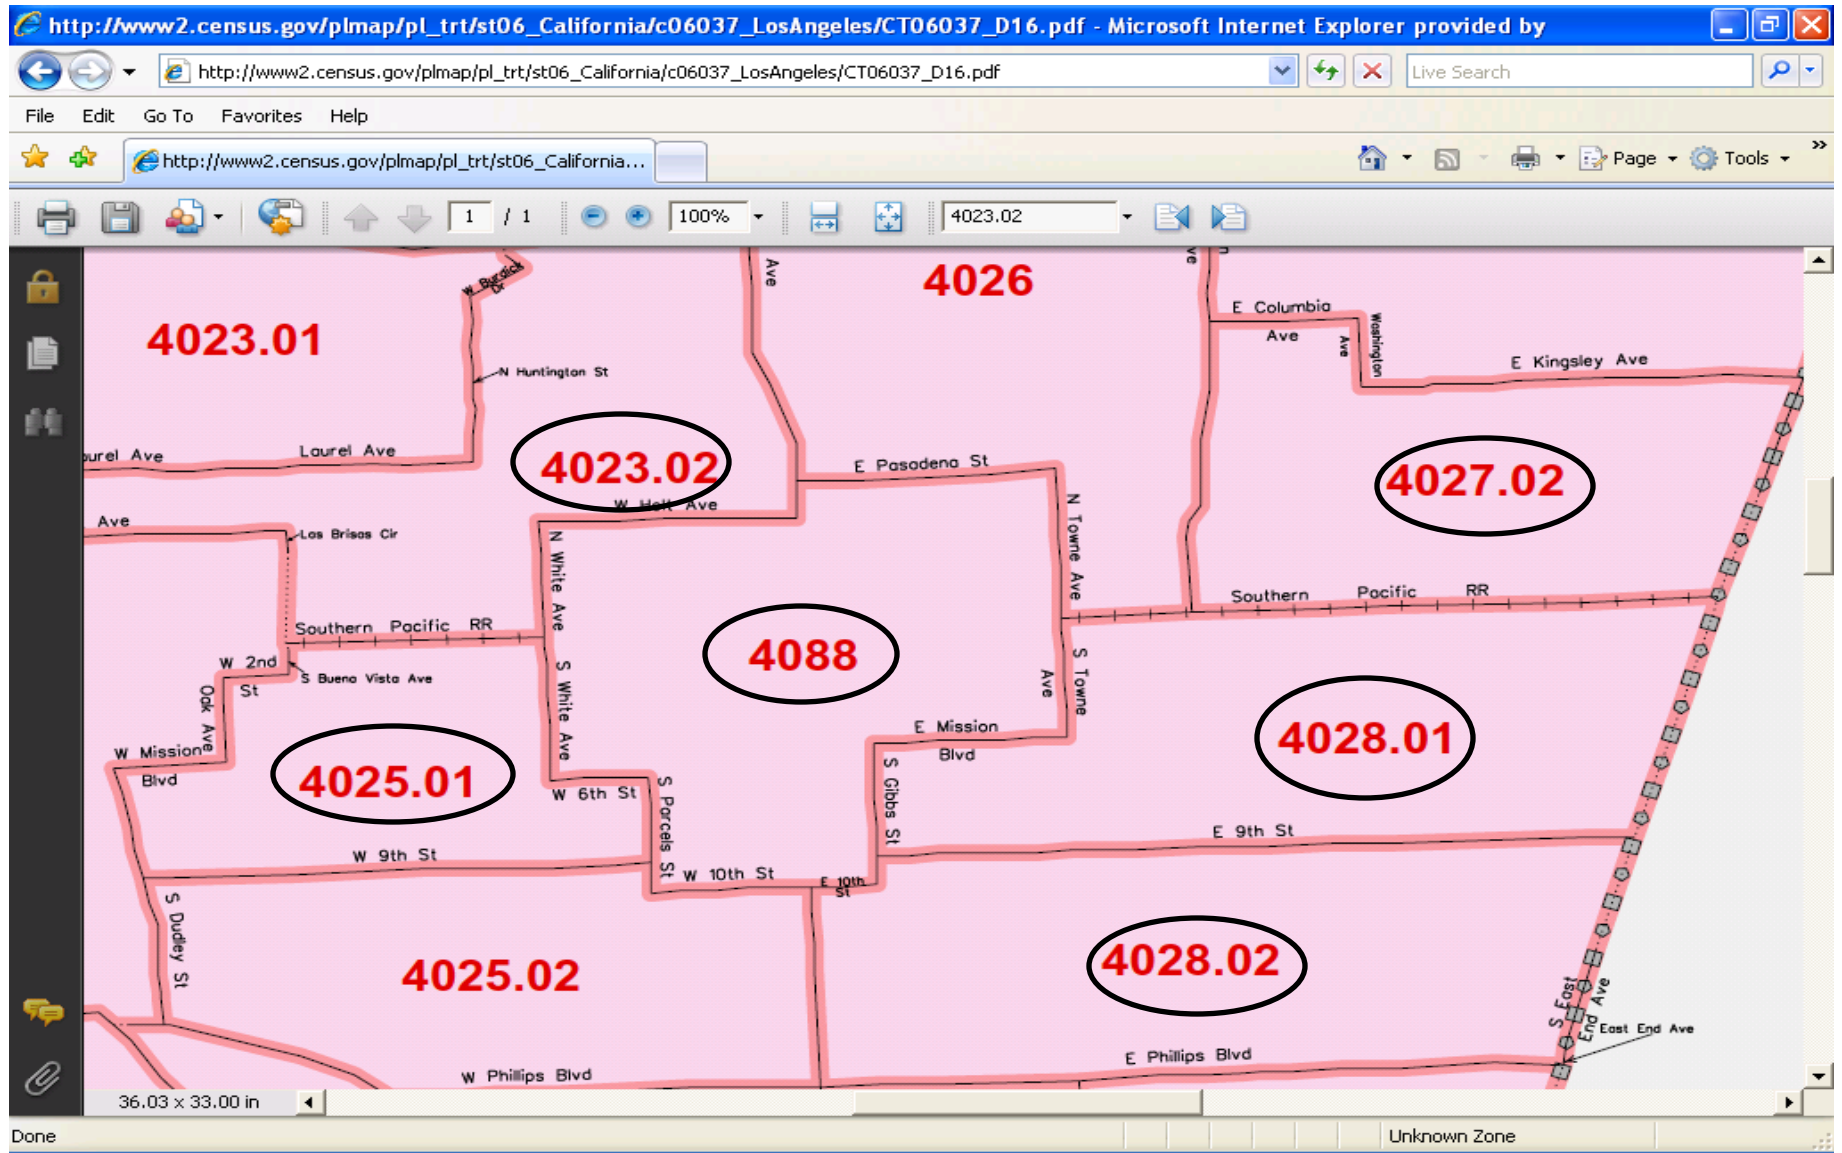 http://www2.census.gov/plmap/pl_trt/st06_California/c06037_LosAngeles/CT06037_D16.pdf - Microsoft Internet Explorer provided by
http://www2.census.gov/plmap/pl_trt/st06_California/c06037_LosAngeles/CT06037_D16.pdf
Live Search
File Edit Go To Favorites Help
http://www2.census.gov/plmap/pl_trt/st06_California...
Page Tools »
1 / 1 100% 4023.02
W Burdick
Dr
Ave
4026
Ave
E Columbia
Ave
Washington
Ave
E Kingsley Ave
4023.01
N Huntington St
Laurel Ave
4023.02
W Holt Ave
E Pasadena St
4027.02
Ave
Los Brisas Cir
N White Ave
N Towne Ave
Southern Pacific RR
Southern Pacific RR
W 2nd
St
S Buena Vista Ave
Oak Ave
S White Ave
4088
S Towne
Ave
4028.01
W Mission
Blvd
4025.01
W 6th St
S Parcels St
E Mission
Blvd
S Gibbs St
E 9th St
W 9th St
W 10th St
E 10th
St
S Dudley St
4025.02
4028.02
S East
End Ave
East End Ave
W Phillips Blvd
E Phillips Blvd
36.03 x 33.00 in
Done
Unknown Zone